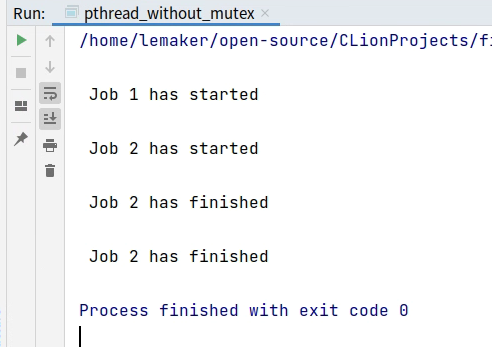 Run: pthread_without_mutex
/home/lemaker/open-source/CLionProjects/fi
Job 1 has started
Job 2 has started
Job 2 has finished
Job 2 has finished
Process finished with exit code 0